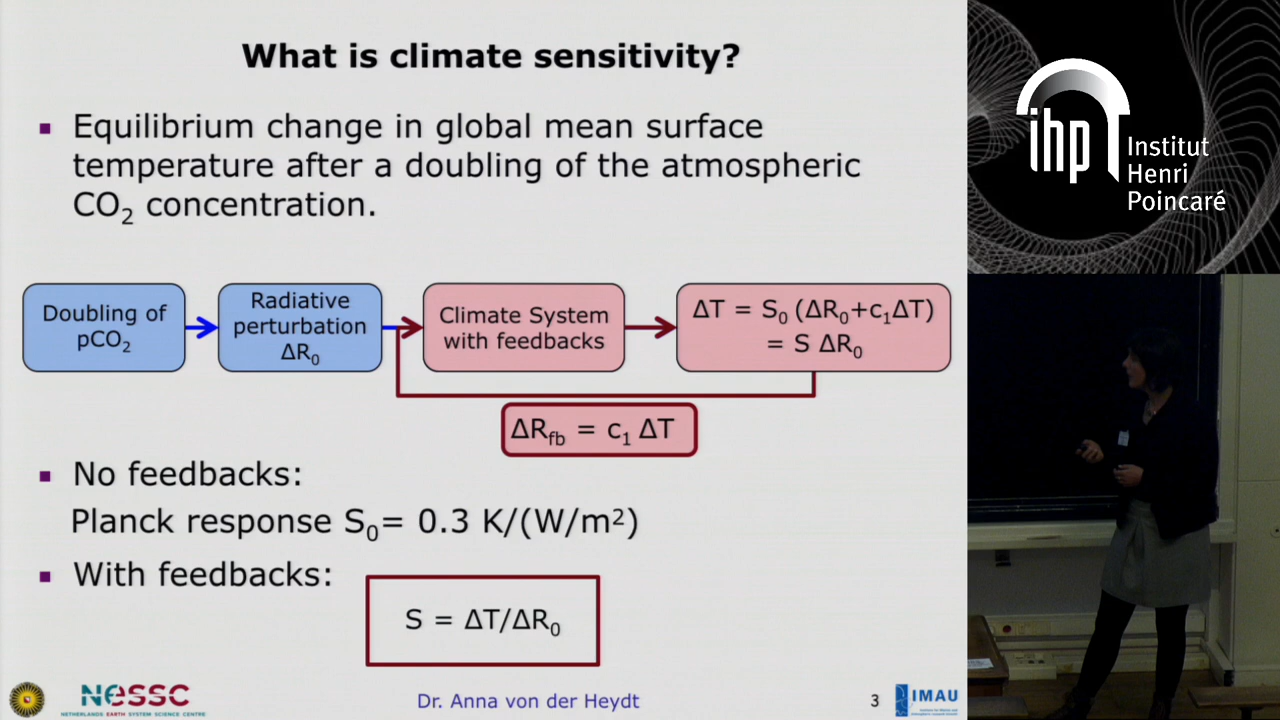 What is climate sensitivity?
▪ Equilibrium change in global mean surface
temperature after a doubling of the atmospheric
CO₂ concentration.
Doubling of
pCO₂
Radiative
perturbation
ΔR₀
Climate System
with feedbacks
ΔT = S₀ (ΔR₀+c₁ΔT)
= S ΔR₀
ΔR_fb = c₁ ΔT
▪ No feedbacks:
Planck response S₀= 0.3 K/(W/m²)
▪ With feedbacks:
S = ΔT/ΔR₀
NESSC
NETHERLANDS EARTH SYSTEM SCIENCE CENTRE
Dr. Anna von der Heydt
3
IMAU
ihp
Institut
Henri
Poincaré